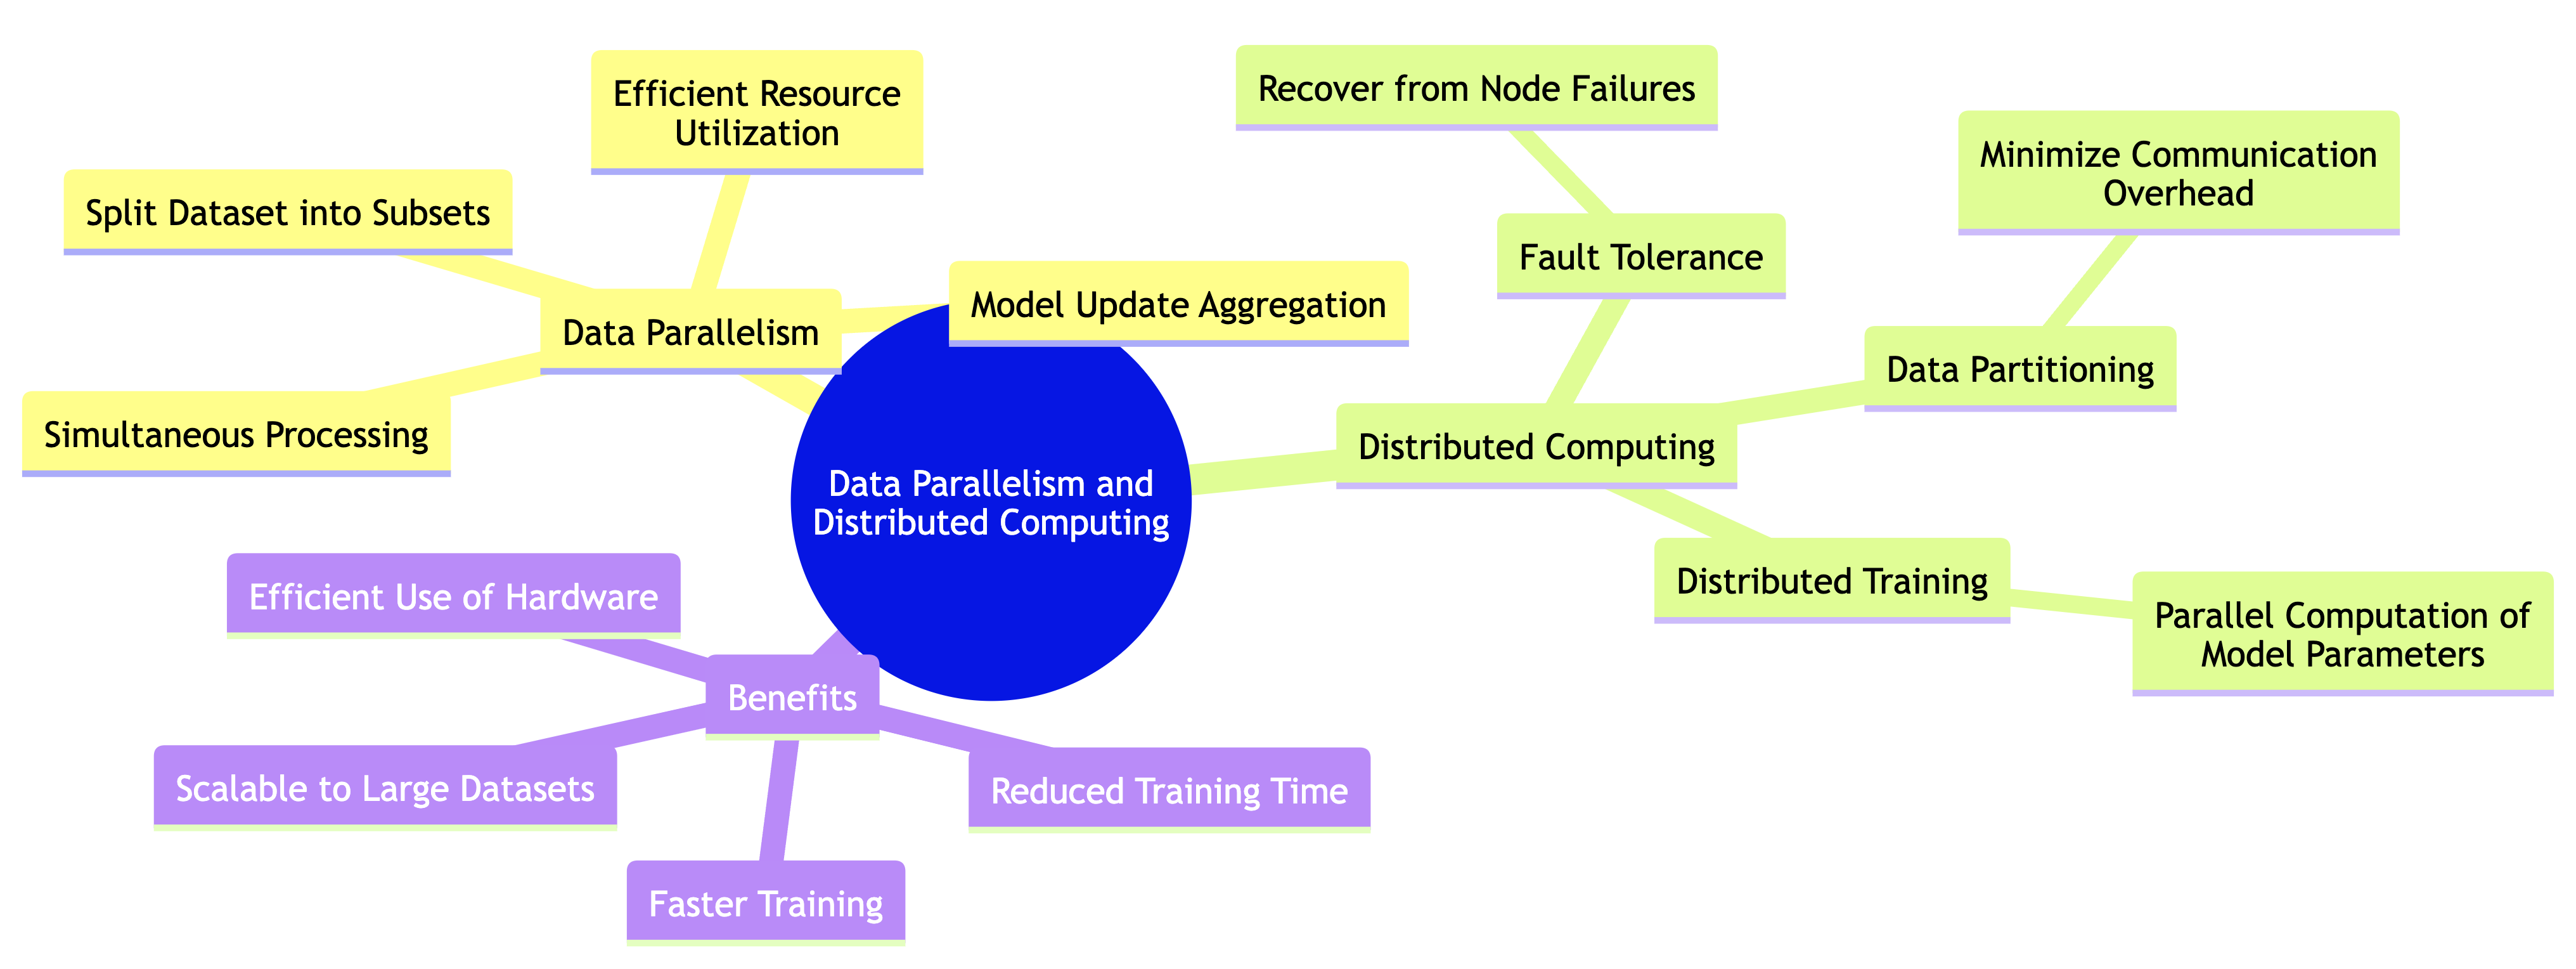 Efficient Resource
Utilization
Split Dataset into Subsets
Model Update Aggregation
Data Parallelism
Simultaneous Processing
Recover from Node Failures
Minimize Communication
Overhead
Fault Tolerance
Data Partitioning
Distributed Computing
Distributed Training
Parallel Computation of
Model Parameters
Data Parallelism and
Distributed Computing
Efficient Use of Hardware
Benefits
Scalable to Large Datasets
Reduced Training Time
Faster Training